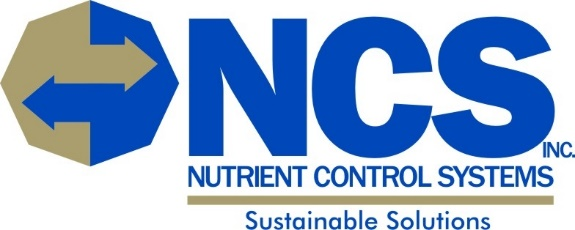 NCS INC.
NUTRIENT CONTROL SYSTEMS
Sustainable Solutions